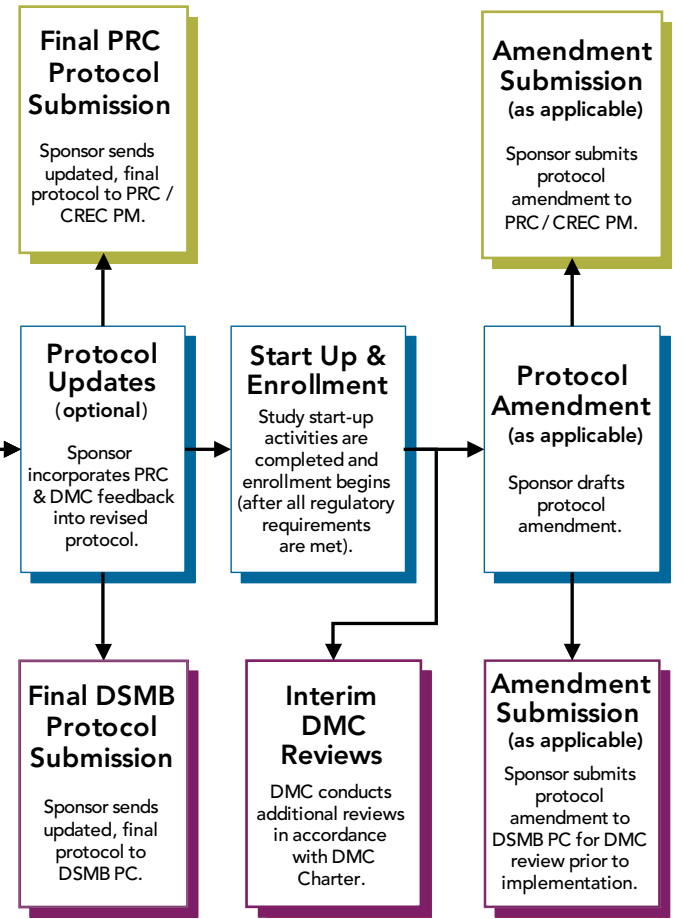 Final PRC
Protocol
Submission
Sponsor sends
updated, final
protocol to PRC /
CREC PM.
Amendment
Submission
(as applicable)
Sponsor submits
protocol
amendment to
PRC / CREC PM.
Protocol
Updates
(optional)
Sponsor
incorporates PRC
& DMC feedback
into revised
protocol.
Start Up &
Enrollment
Study start-up
activities are
completed and
enrollment begins
(after all regulatory
requirements
are met).
Protocol
Amendment
(as applicable)
Sponsor drafts
protocol
amendment.
Final DSMB
Protocol
Submission
Sponsor sends
updated, final
protocol to
DSMB PC.
Interim
DMC
Reviews
DMC conducts
additional reviews
in accordance
with DMC
Charter.
Amendment
Submission
(as applicable)
Sponsor submits
protocol
amendment to
DSMB PC for DMC
review prior to
implementation.